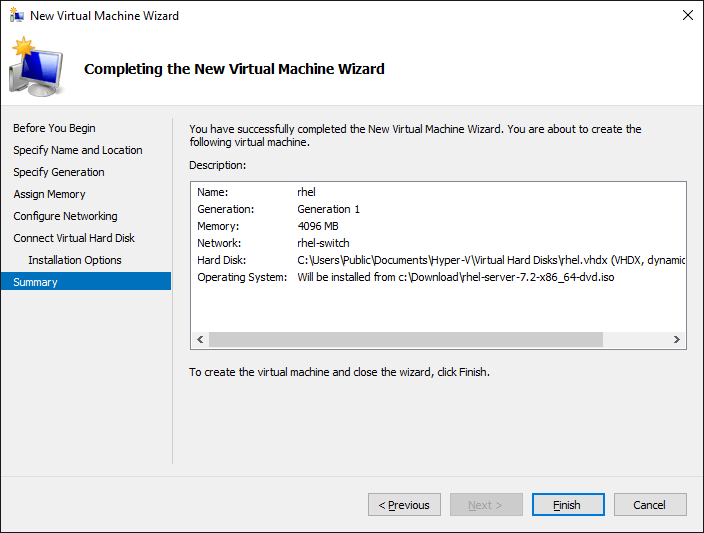 New Virtual Machine Wizard
Completing the New Virtual Machine Wizard
Before You Begin
Specify Name and Location
Specify Generation
Assign Memory
Configure Networking
Connect Virtual Hard Disk
Installation Options
Summary
You have successfully completed the New Virtual Machine Wizard. You are about to create the
following virtual machine.
Description:
Name: rhel
Generation: Generation 1
Memory: 4096 MB
Network: rhel-switch
Hard Disk: C:\Users\Public\Documents\Hyper-V\Virtual Hard Disks\rhel.vhdx (VHDX, dynamic
Operating System: Will be installed from c:\Download\rhel-server-7.2-x86_64-dvd.iso
To create the virtual machine and close the wizard, click Finish.
< Previous
Next >
Finish
Cancel